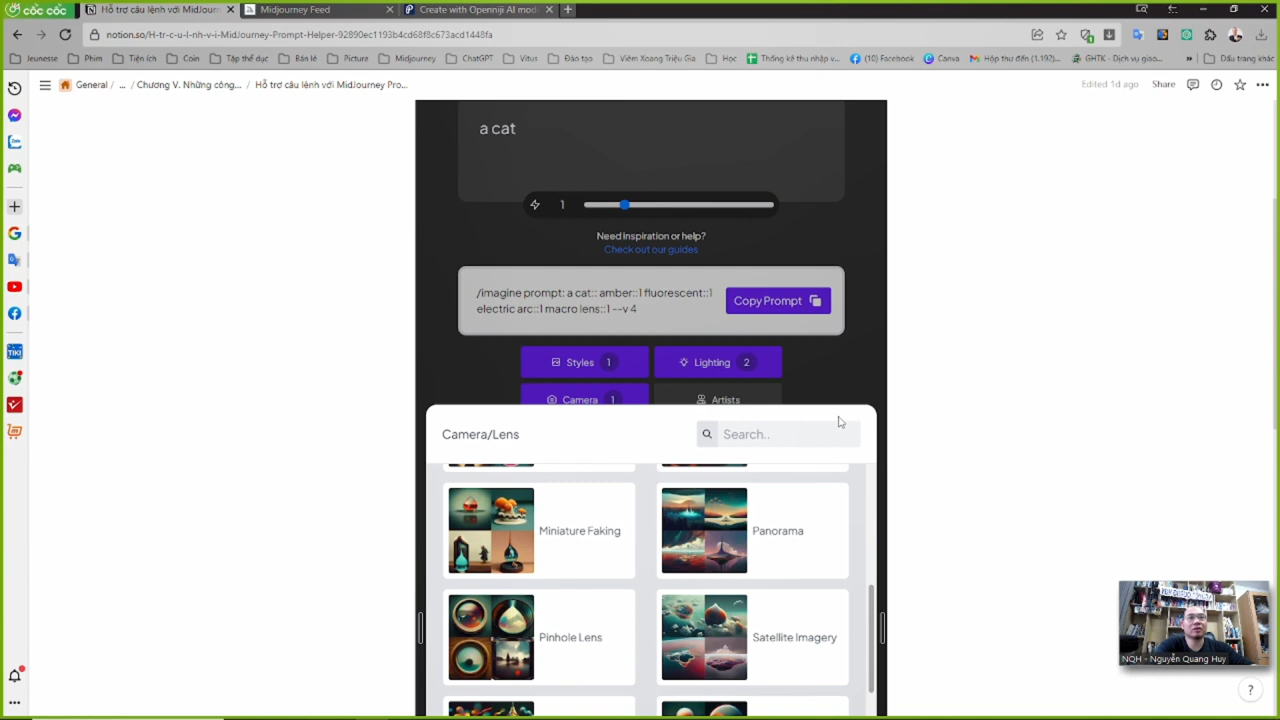 cốc cốc
Hỗ trợ câu lệnh với MidJourn
Midjourney Feed
Create with Openniji AI mode
notion.so/H-tr-c-u-l-nh-v-i-MidJourney-Prompt-Helper-92890ec1193b4cd68f8c673acd1448fa
Jeunesse
Phim
Tiện ích
Coin
Tập thể dục
Bán lẻ
Picture
Midjourney
ChatGPT
Vitus
Đào tạo
Viêm Xoang Triệu Gia
Học
Thống kê thu nhập v...
(10) Facebook
Canva
Hộp thư đến (1.192)...
GHTK - Dịch vụ giao...
Dấu trang khác
General / ... / Chương V. Những công... / Hỗ trợ câu lệnh với MidJourney Pro...
Edited 1d ago
Share
a cat
1
Need inspiration or help?
Check out our guides
/imagine prompt: a cat:: amber::1 fluorescent::1
electric arc::1 macro lens::1 --v 4
Copy Prompt
Styles 1
Lighting 2
Camera 1
Artists
Camera/Lens
Search..
Miniature Faking
Panorama
Pinhole Lens
Satellite Imagery
Zalo
TIKI
NQH - Nguyễn Quang Huy
?